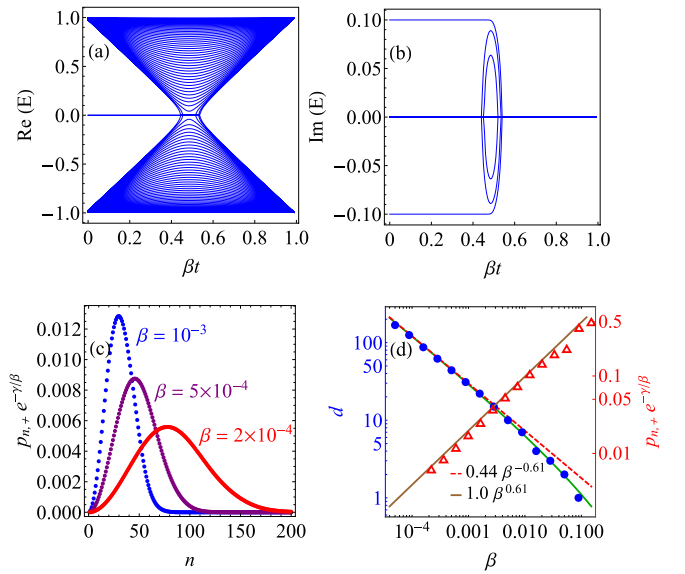 1.0
0.5
0.0
−0.5
−1.0
Re (E)
(a)
0 0.2 0.4 0.6 0.8 1.0
βt
0.10
0.05
0.00
−0.05
−0.10
Im (E)
(b)
0 0.2 0.4 0.6 0.8 1.0
βt
0.012
0.010
0.008
0.006
0.004
0.002
0.000
p_{n,+} e^{−γ/β}
(c)
β = 10^{−3}
β = 5×10^{−4}
β = 2×10^{−4}
0 50 100 150 200
n
100
50
10
5
1
d
(d)
0.5
0.1
0.05
0.01
p_{n,+} e^{−γ/β}
0.44 β^{−0.61}
1.0 β^{0.61}
10^{−4} 0.001 0.010 0.100
β